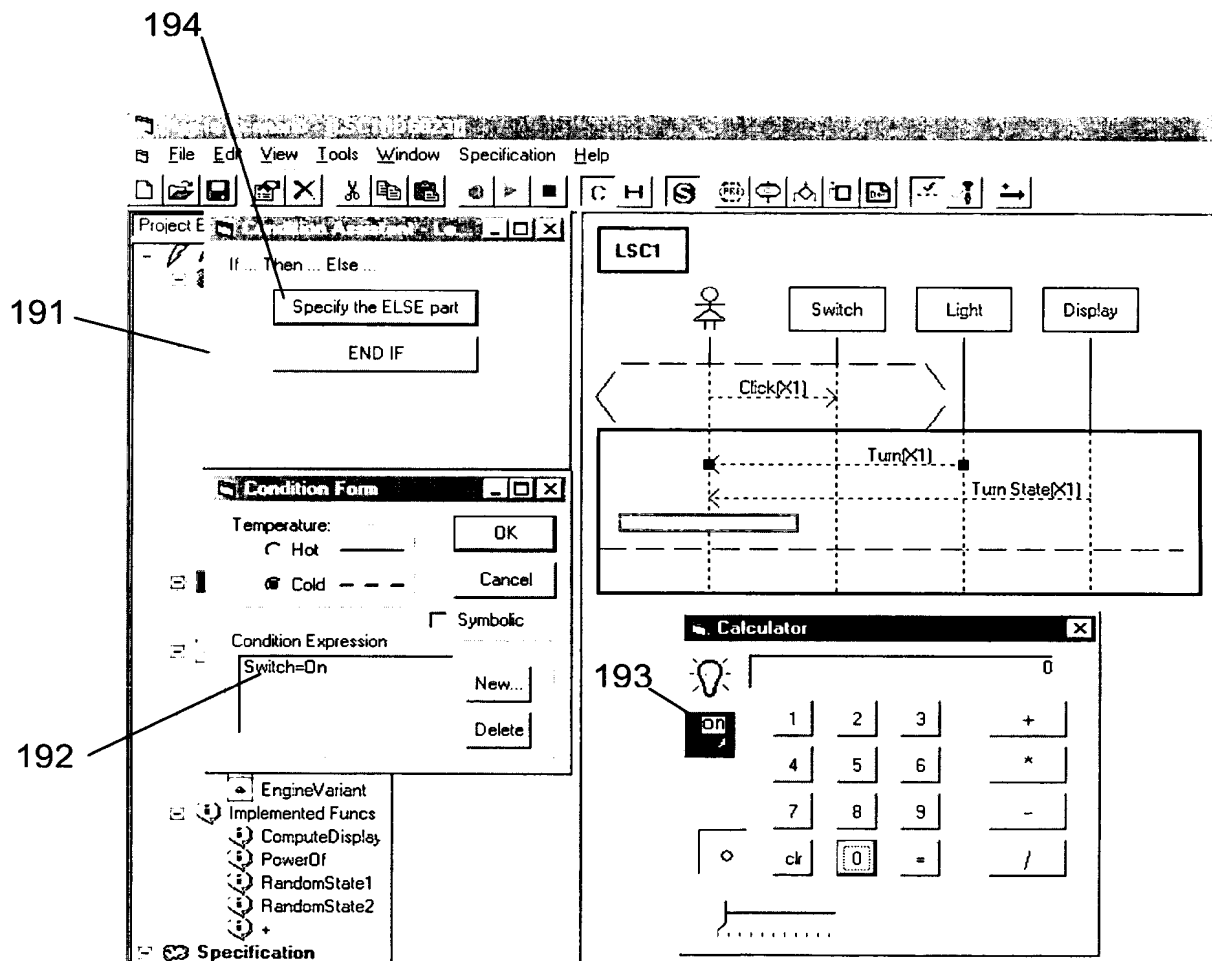 194
File Edit View Tools Window Specification Help
C H S
PRE
Project E
If ... Then ... Else ...
Specify the ELSE part
END IF
191
LSC1
Switch Light Display
Click(X1)
Turn(X1)
Turn State(X1)
Condition Form
Temperature:
Hot
Cold
OK
Cancel
Symbolic
Condition Expression
Switch=On
New...
Delete
192
193
Calculator
0
on
1 2 3 +
4 5 6 *
7 8 9 -
clr 0 = /
EngineVariant
Implemented Funcs
ComputeDisplay
PowerOf
RandomState1
RandomState2
+
Specification